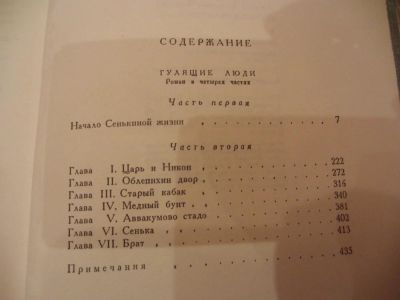 СОДЕРЖАНИЕ
ГУЛЯЩИЕ ЛЮДИ
Роман в четырех частях
Часть первая
Начало Сенькиной жизни . . . . . . . . . . 7
Часть вторая
Глава I. Царь и Никон . . . . . . . . . . 222
Глава II. Облепихин двор . . . . . . . . . 272
Глава III. Старый кабак . . . . . . . . . 316
Глава IV. Медный бунт . . . . . . . . . 340
Глава V. Аввакумово стадо . . . . . . . . 381
Глава VI. Сенька . . . . . . . . . . 402
Глава VII. Брат . . . . . . . . . . 413
Примечания . . . . . . . . . . 435